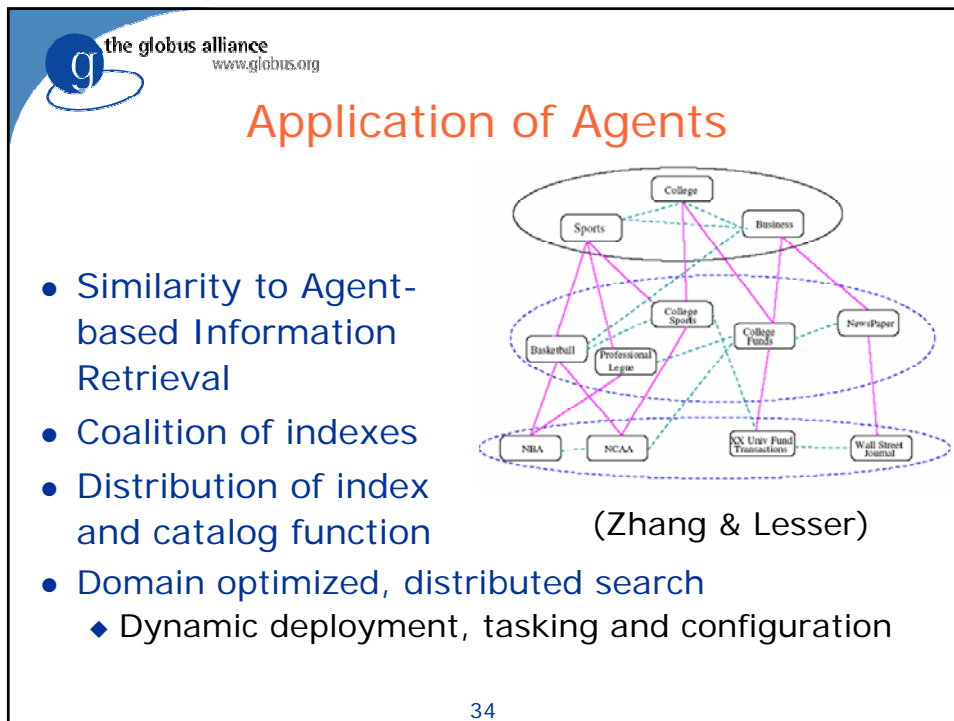 g
the globus alliance
www.globus.org
Application of Agents
• Similarity to Agent-
based Information
Retrieval
• Coalition of indexes
• Distribution of index
and catalog function
• Domain optimized, distributed search
◆ Dynamic deployment, tasking and configuration
College
Sports
Business
College
Sports
NewsPaper
College
Funds
Basketball
Professional
Legue
NBA
NCAA
XX Univ Fund
Transactions
Wall Street
Journal
(Zhang & Lesser)
34